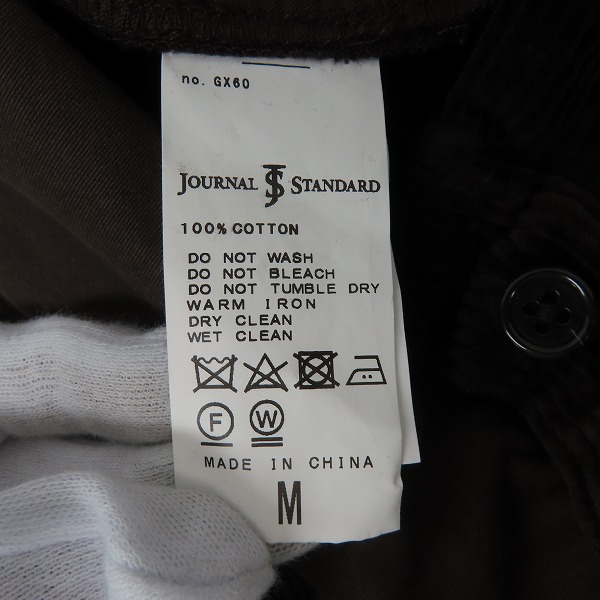 no. GX60
JOURNAL JS STANDARD
100% COTTON
DO NOT WASH
DO NOT BLEACH
DO NOT TUMBLE DRY
WARM IRON
DRY CLEAN
WET CLEAN
F W
MADE IN CHINA
M